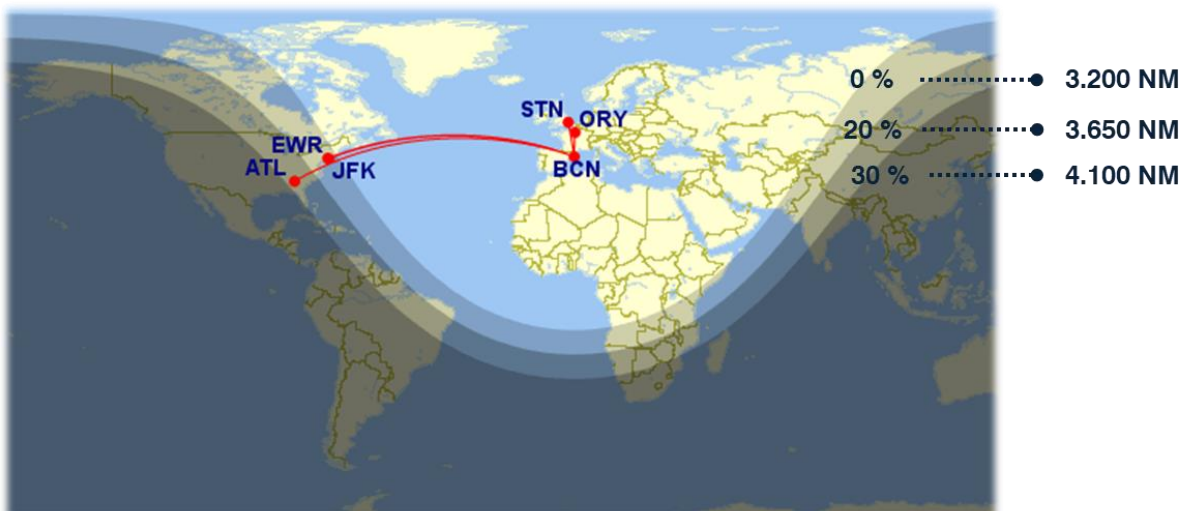 0 % 3.200 NM
STN ORY
20 % 3.650 NM
EWR
ATL JFK BCN
30 % 4.100 NM